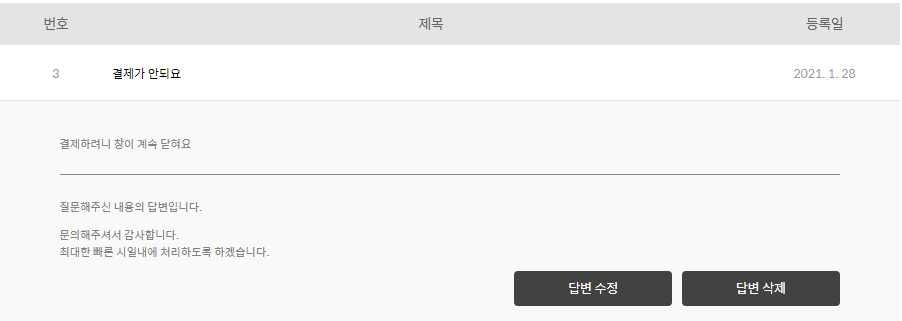 번호 제목 등록일
3 결제가 안되요 2021. 1. 28
결제하려니 창이 계속 닫혀요
질문해주신 내용의 답변입니다.
문의해주셔서 감사합니다.
최대한 빠른 시일내에 처리하도록 하겠습니다.
답변 수정 답변 삭제